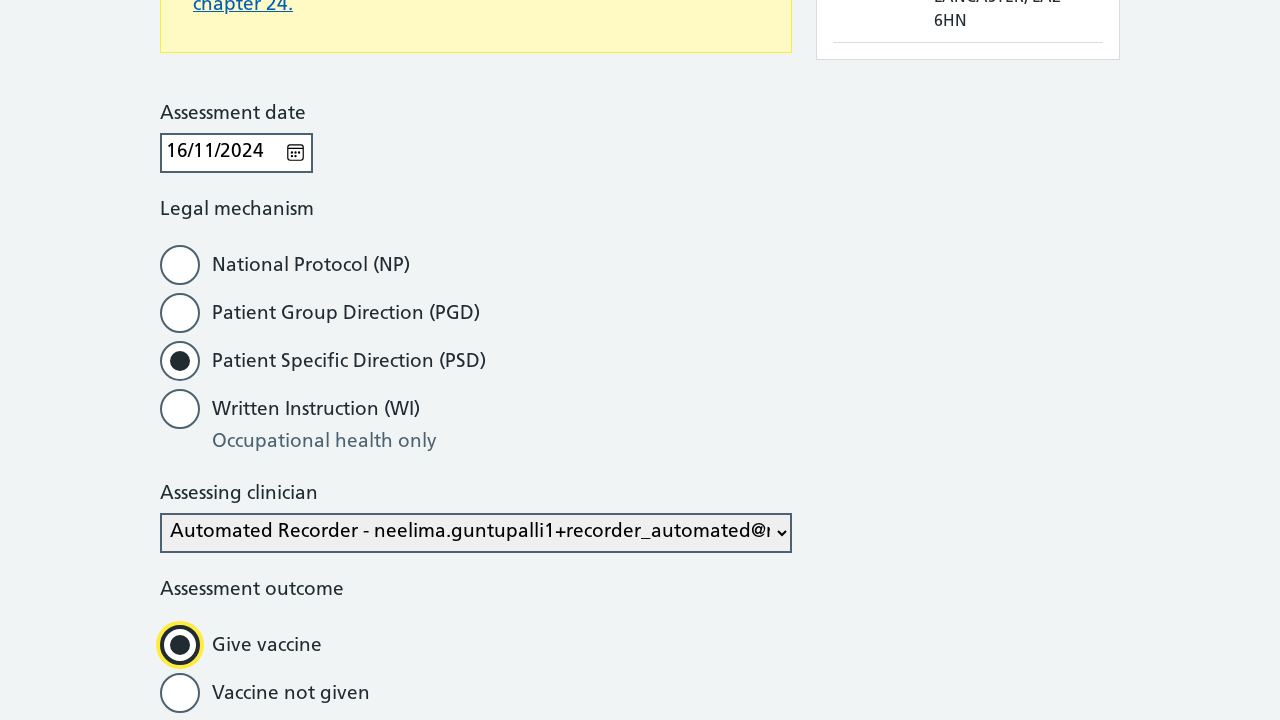 chapter 24.
6HN
Assessment date
16/11/2024
Legal mechanism
National Protocol (NP)
Patient Group Direction (PGD)
Patient Specific Direction (PSD)
Written Instruction (WI)
Occupational health only
Assessing clinician
Automated Recorder - neelima.guntupalli1+recorder_automated@
Assessment outcome
Give vaccine
Vaccine not given